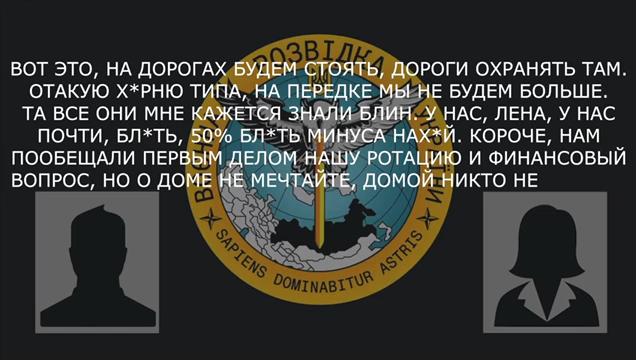 ВОТ ЭТО, НА ДОРОГАХ БУДЕМ СТОЯТЬ, ДОРОГИ ОХРАНЯТЬ ТАМ.
ОТАКУЮ Х*РНЮ ТИПА, НА ПЕРЕДКЕ МЫ НЕ БУДЕМ БОЛЬШЕ.
ТА ВСЕ ОНИ МНЕ КАЖЕТСЯ ЗНАЛИ БЛИН. У НАС, ЛЕНА, У НАС
ПОЧТИ, БЛ*ТЬ, 50% БЛ*ТЬ МИНУСА НАХ*Й. КОРОЧЕ, НАМ
ПООБЕЩАЛИ ПЕРВЫМ ДЕЛОМ НАШУ РОТАЦИЮ И ФИНАНСОВЫЙ
ВОПРОС, НО О ДОМЕ НЕ МЕЧТАЙТЕ, ДОМОЙ НИКТО НЕ
SAPIENS DOMINABITUR ASTRIS